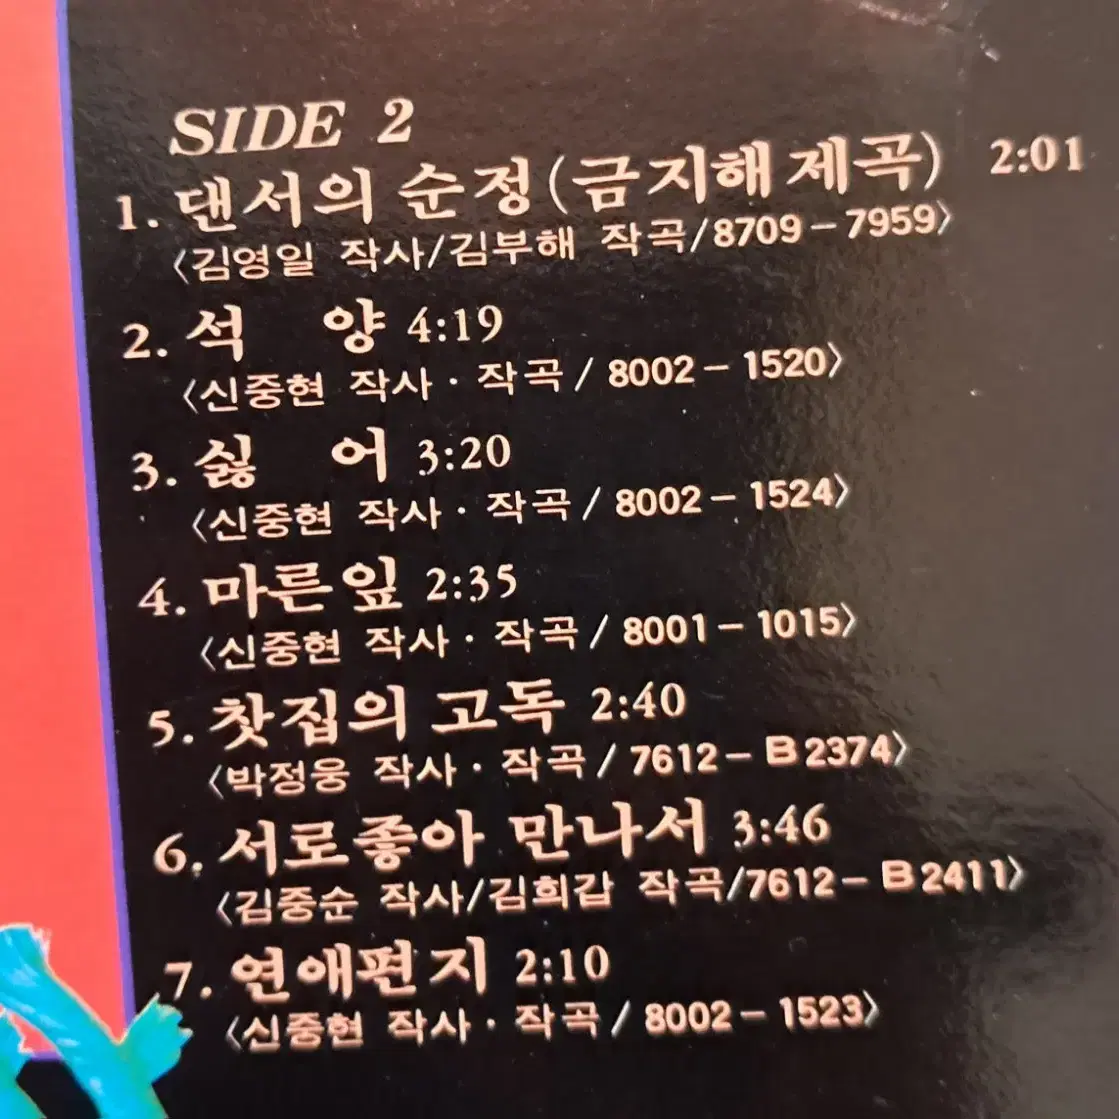 SIDE 2
1. 댄서의 순정(금지해제곡) 2:01
〈김영일 작사/김부해 작곡/8709-7959〉
2. 석 양 4:19
〈신중현 작사·작곡/8002-1520〉
3. 싫 어 3:20
〈신중현 작사·작곡/8002-1524〉
4. 마른잎 2:35
〈신중현 작사·작곡/8001-1015〉
5. 찻집의 고독 2:40
〈박정웅 작사·작곡/7612-B2374〉
6. 서로좋아 만나서 3:46
〈김중순 작사/김희갑 작곡/7612-B2411〉
7. 연애편지 2:10
〈신중현 작사·작곡/8002-1523〉